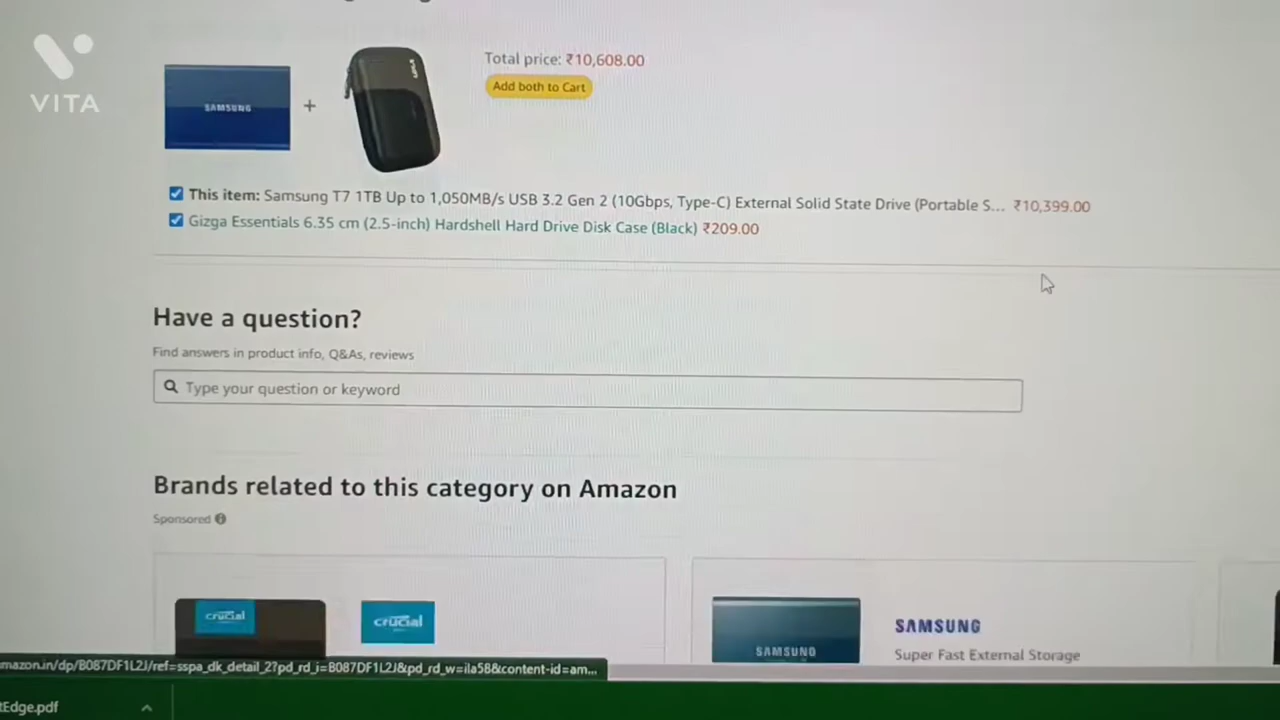 VITA
SAMSUNG
+
Total price: ₹10,608.00
Add both to Cart
This item: Samsung T7 1TB Up to 1,050MB/s USB 3.2 Gen 2 (10Gbps, Type-C) External Solid State Drive (Portable S... ₹10,399.00
Gizga Essentials 6.35 cm (2.5-inch) Hardshell Hard Drive Disk Case (Black) ₹209.00
Have a question?
Find answers in product info, Q&As, reviews
Type your question or keyword
Brands related to this category on Amazon
Sponsored
crucial
crucial
SAMSUNG
SAMSUNG
Super Fast External Storage
mazon.in/dp/B087DF1L2J/ref=sspa_dk_detail_2?pd_rd_i=B087DF1L2J&pd_rd_w=ila58&content-id=am...
tEdge.pdf